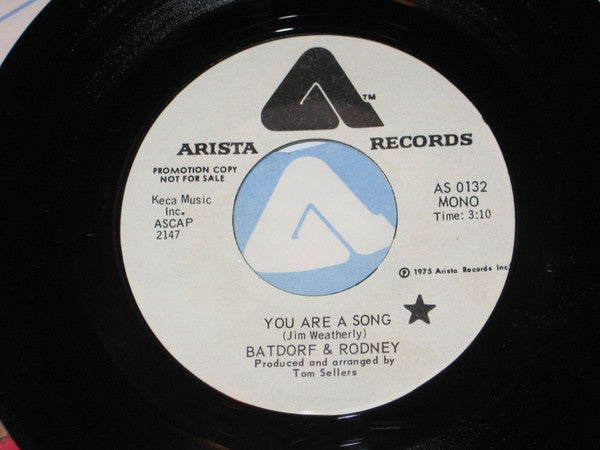 TM
ARISTA RECORDS
PROMOTION COPY
NOT FOR SALE
Keca Music
Inc.
ASCAP
2147
AS 0132
MONO
Time: 3:10
℗ 1975 Arista Records Inc.
YOU ARE A SONG
(Jim Weatherly)
BATDORF & RODNEY
Produced and arranged by
Tom Sellers